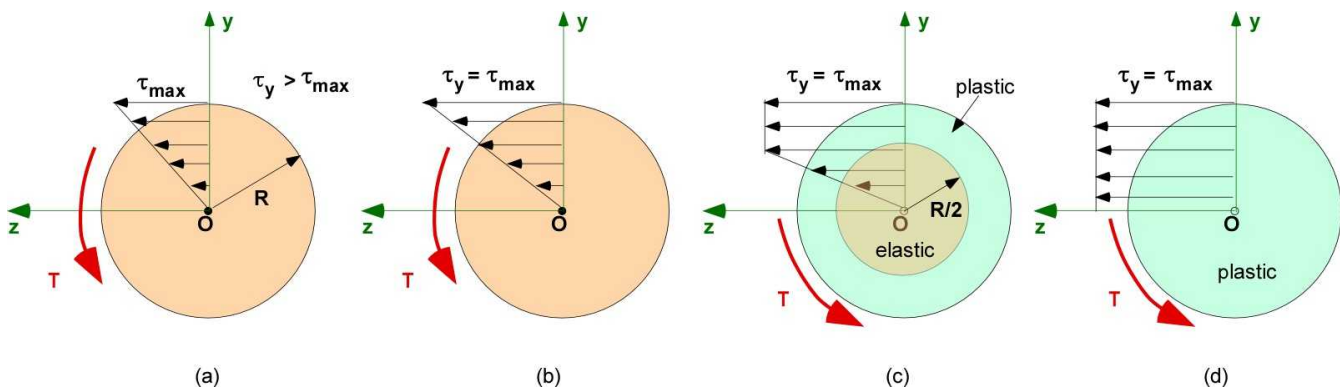 y
τmax
τy > τmax
R
O
z
T
(a)
y
τy = τmax
O
z
T
(b)
y
τy = τmax
plastic
R/2
O
z
elastic
T
(c)
y
τy = τmax
O
z
plastic
T
(d)